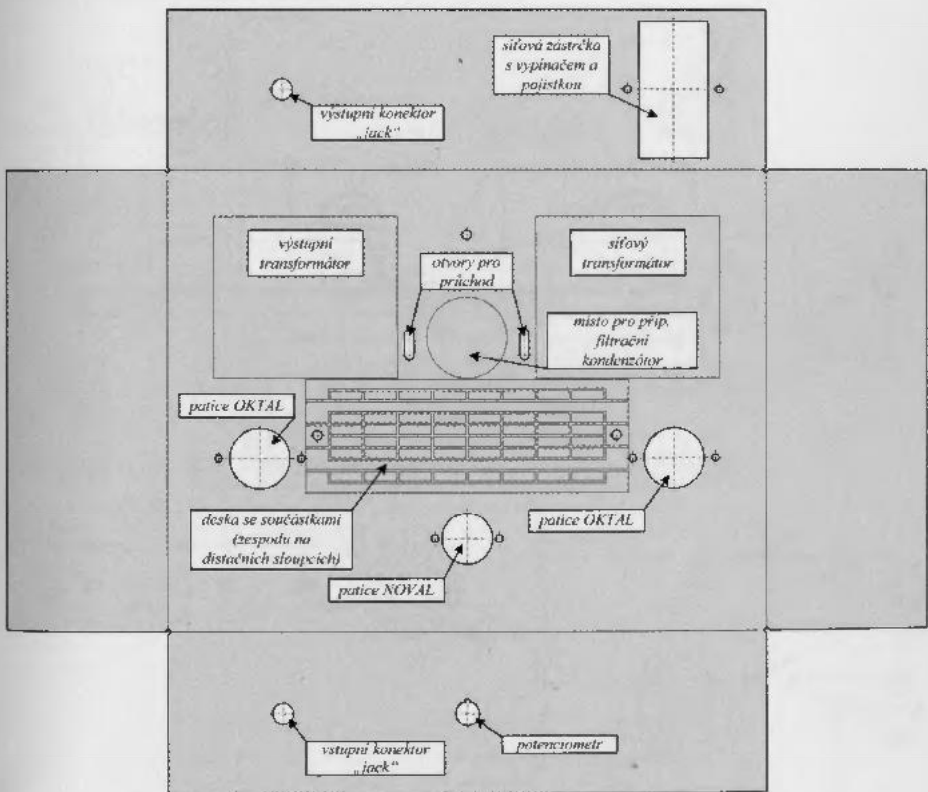 síťová zástrčka
s vypínačem a
pojistkou
výstupní konektor
„jack“
výstupní
transformátor
otvory pro
průchod
síťový
transformátor
místo pro příp.
filtrační
kondenzátor
patice OKTAL
deska se součástkami
(zespodu na
distačních sloupcích)
patice OKTAL
patice NOVAL
vstupní konektor
„jack“
potenciometr